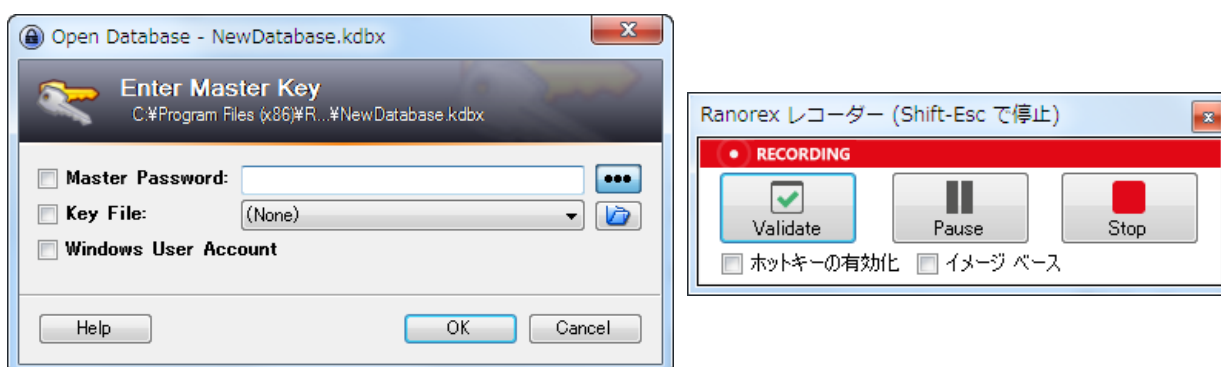 Open Database - NewDatabase.kdbx
Enter Master Key
C:¥Program Files (x86)¥R...¥NewDatabase.kdbx
Master Password:
Key File:
(None)
Windows User Account
Help
OK
Cancel
Ranorex レコーダー (Shift-Esc で停止)
RECORDING
Validate
Pause
Stop
ホットキーの有効化
イメージ ベース